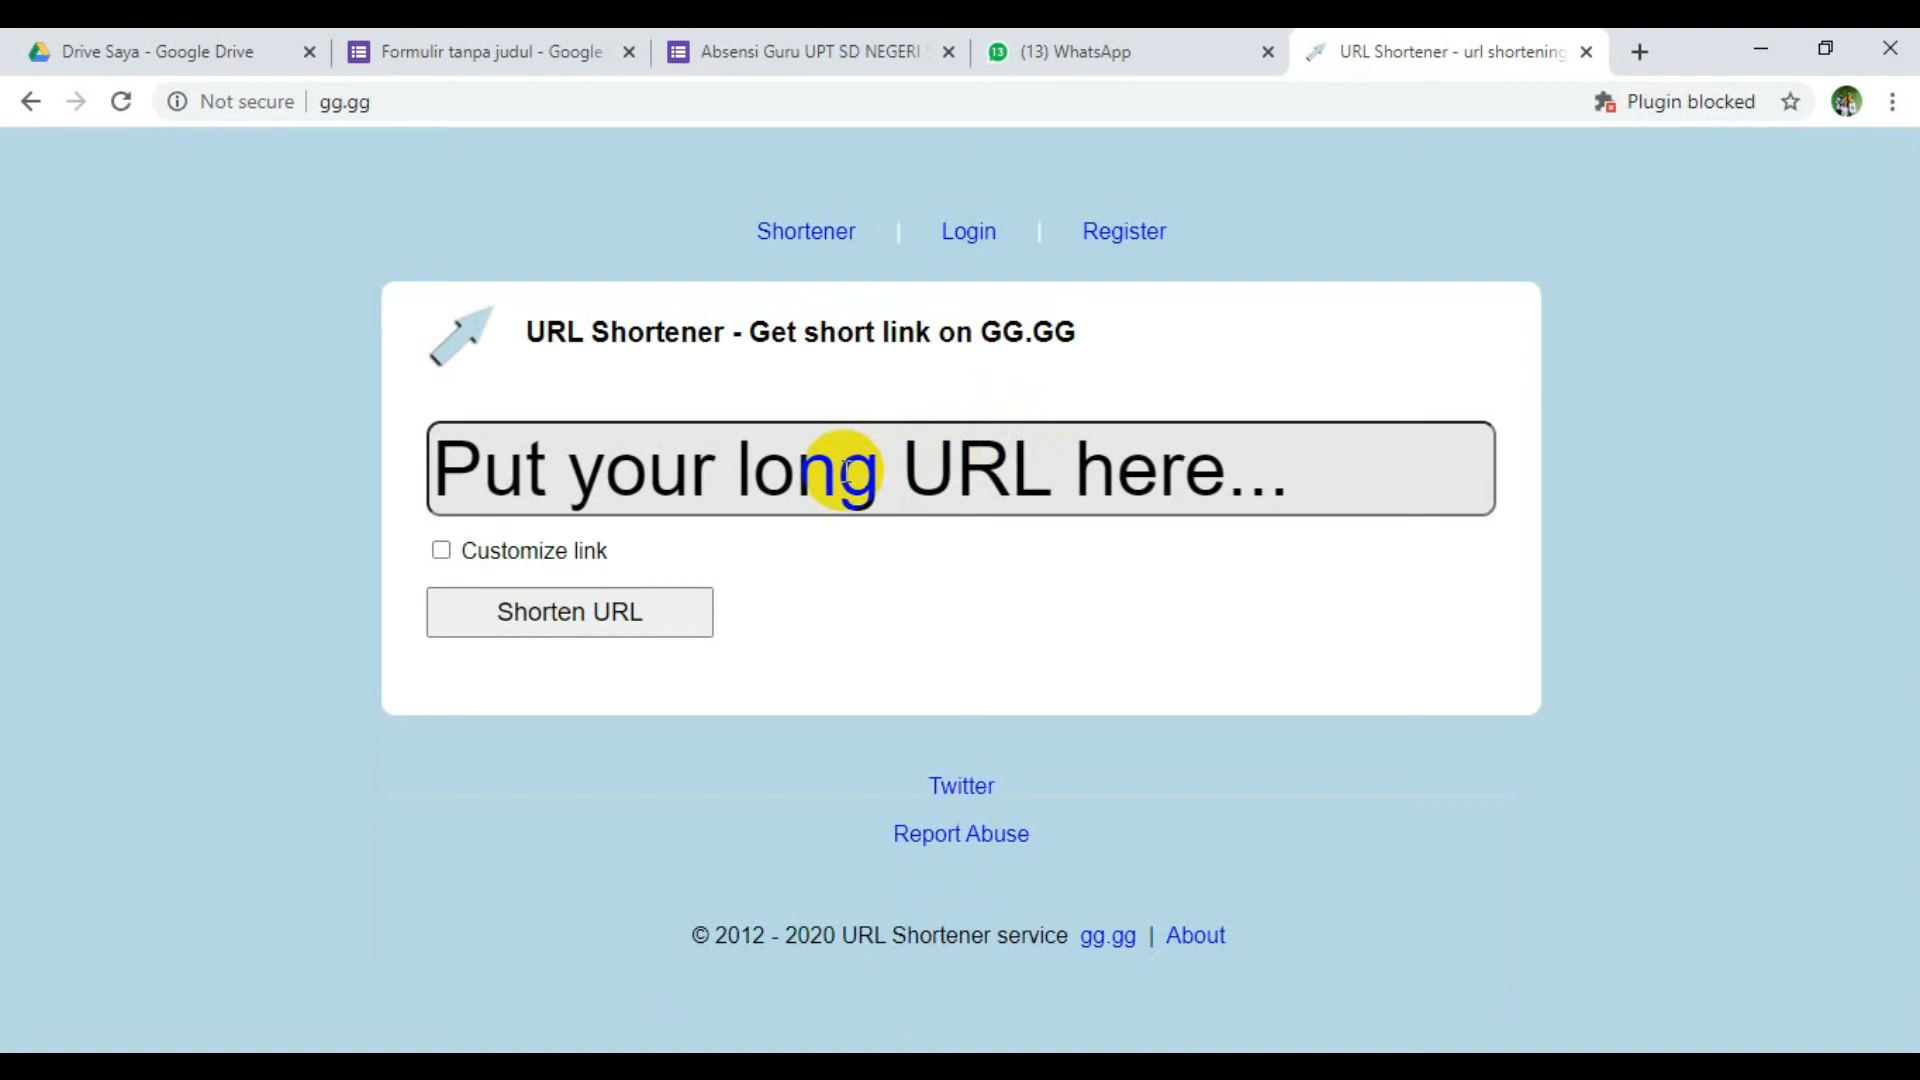 Drive Saya - Google Drive
Formulir tanpa judul - Google
Absensi Guru UPT SD NEGERI
(13) WhatsApp
URL Shortener - url shortening
Not secure
gg.gg
Plugin blocked
Shortener | Login | Register
URL Shortener - Get short link on GG.GG
Put your long URL here...
Customize link
Shorten URL
Twitter
Report Abuse
© 2012 - 2020 URL Shortener service gg.gg | About